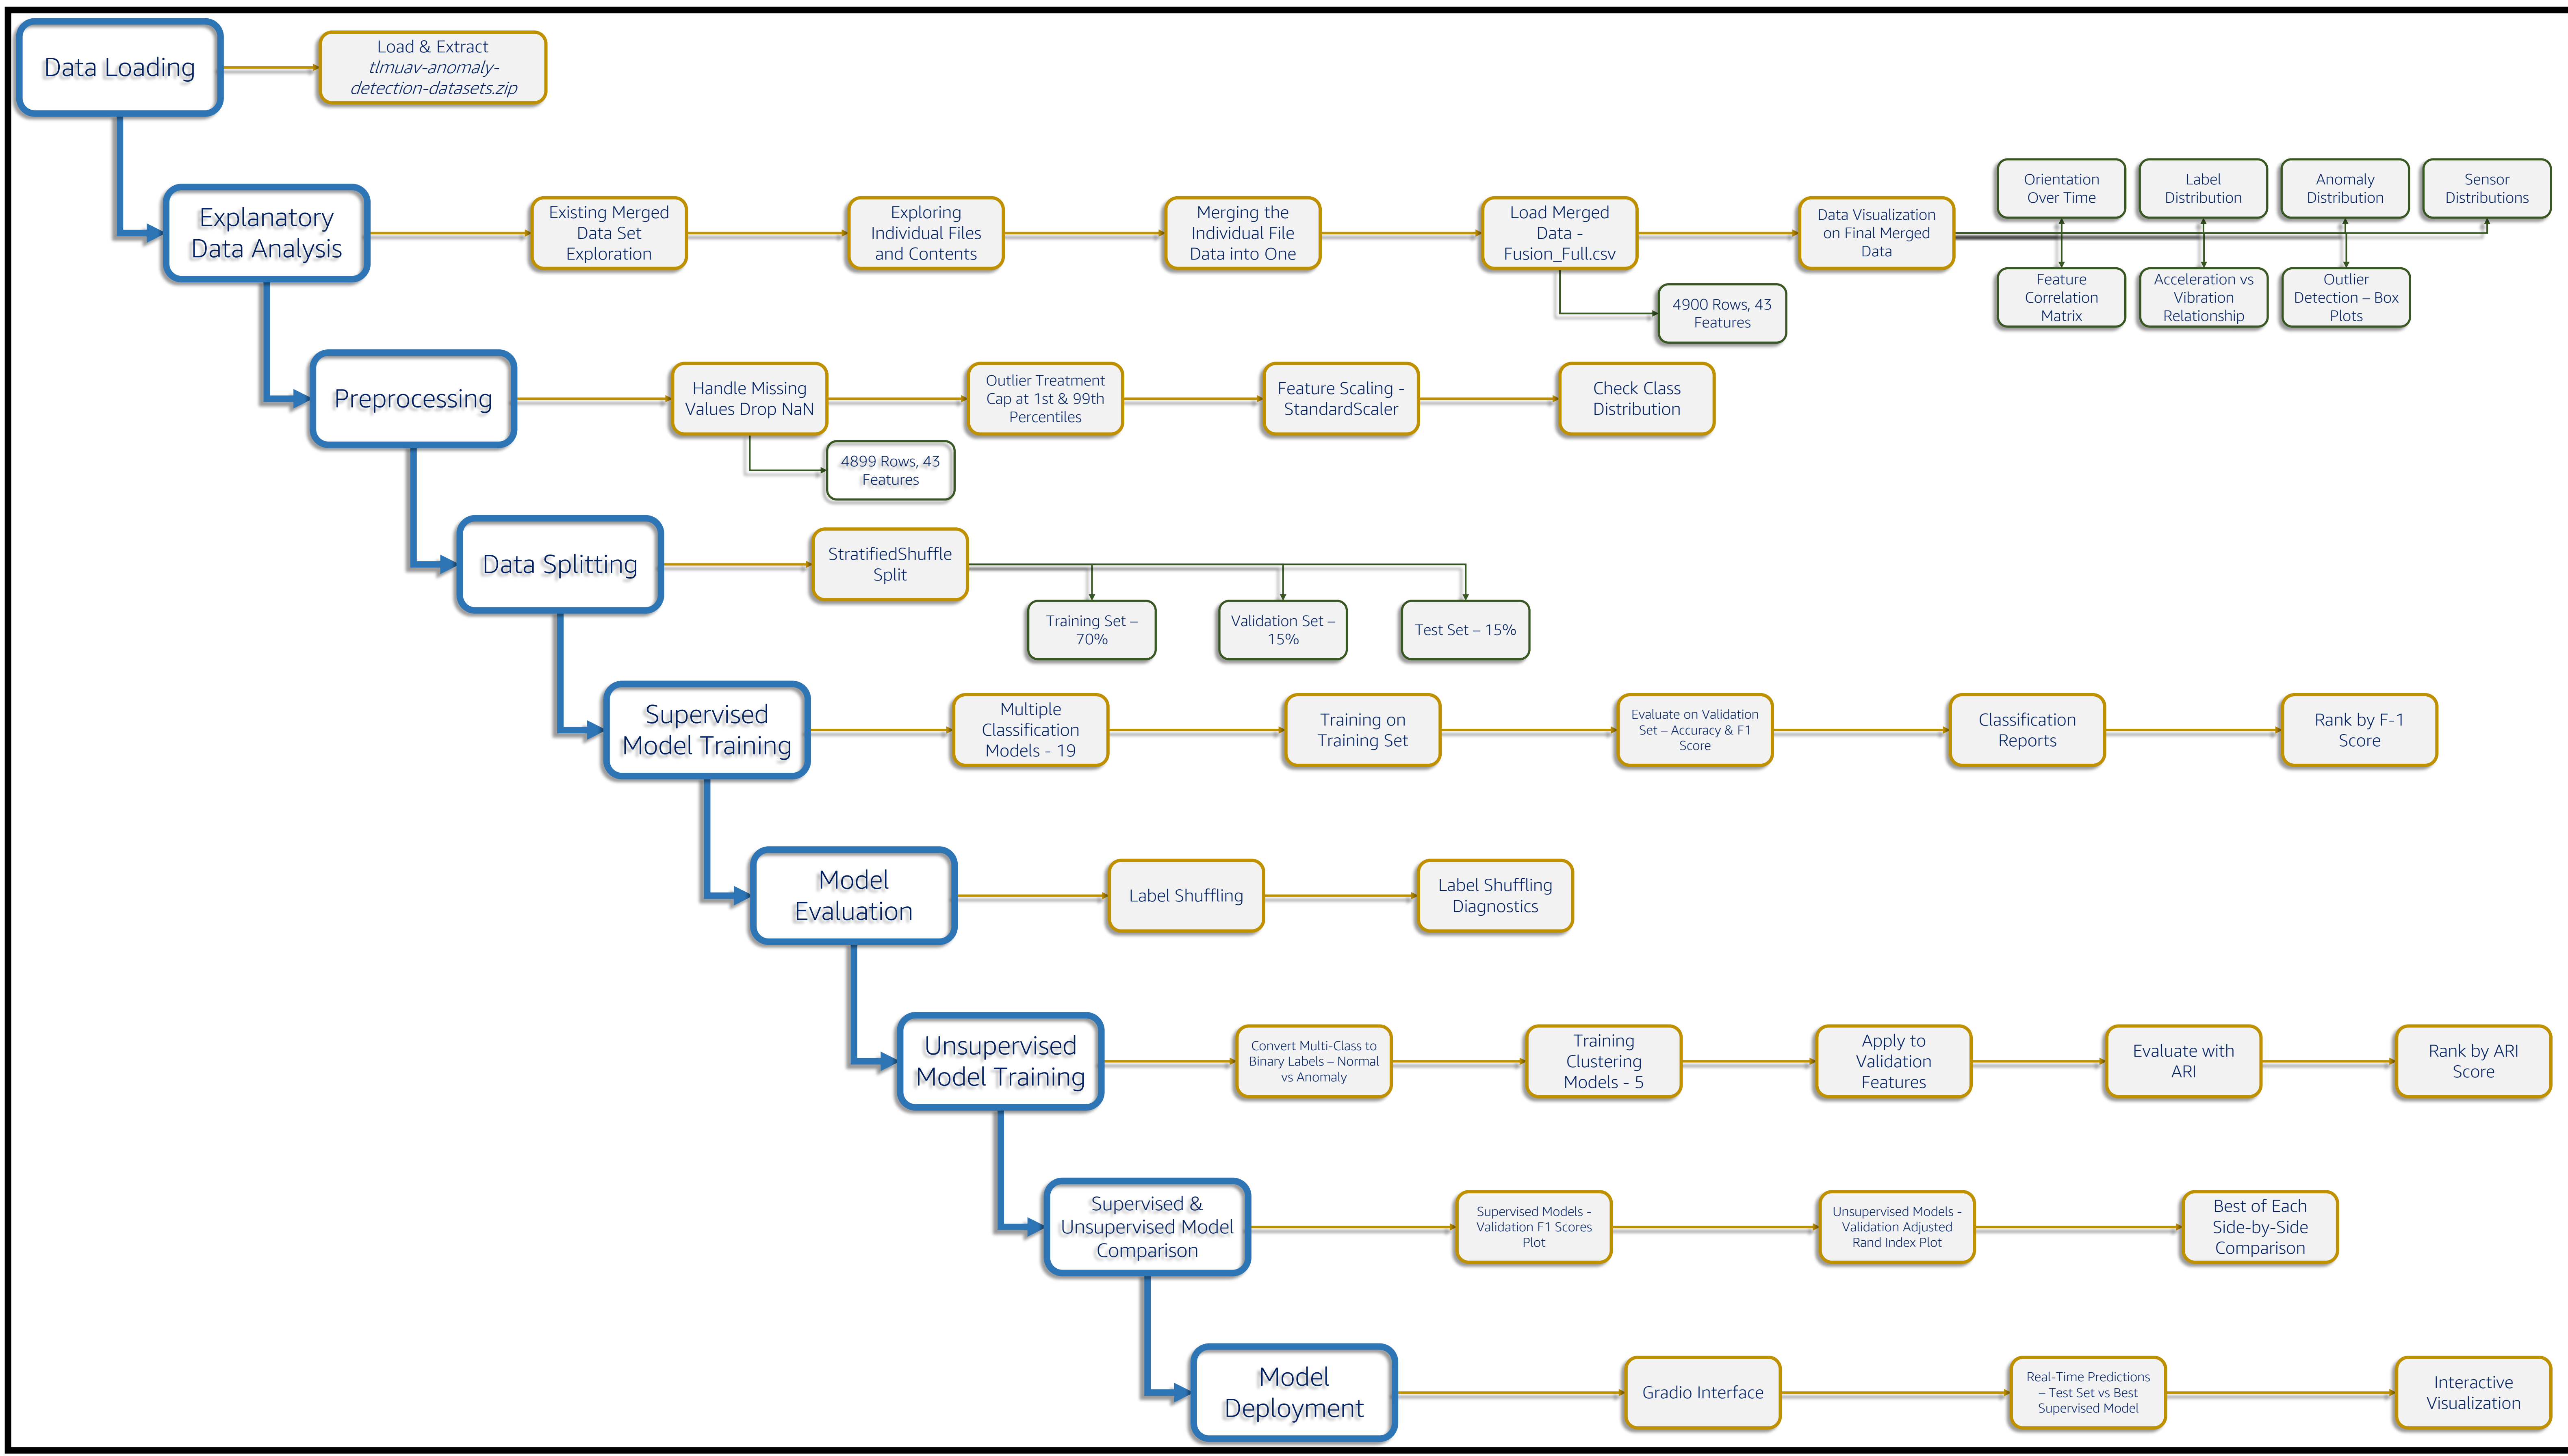 Data Loading
Load & Extract
tlmuav-anomaly-
detection-datasets.zip
Explanatory
Data Analysis
Existing Merged
Data Set
Exploration
Exploring
Individual Files
and Contents
Merging the
Individual File
Data into One
Load Merged
Data -
Fusion_Full.csv
4900 Rows, 43
Features
Data Visualization
on Final Merged
Data
Orientation
Over Time
Label
Distribution
Anomaly
Distribution
Sensor
Distributions
Feature
Correlation
Matrix
Acceleration vs
Vibration
Relationship
Outlier
Detection – Box
Plots
Preprocessing
Handle Missing
Values Drop NaN
4899 Rows, 43
Features
Outlier Treatment
Cap at 1st & 99th
Percentiles
Feature Scaling -
StandardScaler
Check Class
Distribution
Data Splitting
StratifiedShuffle
Split
Training Set –
70%
Validation Set –
15%
Test Set – 15%
Supervised
Model Training
Multiple
Classification
Models - 19
Training on
Training Set
Evaluate on Validation
Set – Accuracy & F1
Score
Classification
Reports
Rank by F-1
Score
Model
Evaluation
Label Shuffling
Label Shuffling
Diagnostics
Unsupervised
Model Training
Convert Multi-Class to
Binary Labels – Normal
vs Anomaly
Training
Clustering
Models - 5
Apply to
Validation
Features
Evaluate with
ARI
Rank by ARI
Score
Supervised &
Unsupervised Model
Comparison
Supervised Models -
Validation F1 Scores
Plot
Unsupervised Models -
Validation Adjusted
Rand Index Plot
Best of Each
Side-by-Side
Comparison
Model
Deployment
Gradio Interface
Real-Time Predictions
– Test Set vs Best
Supervised Model
Interactive
Visualization